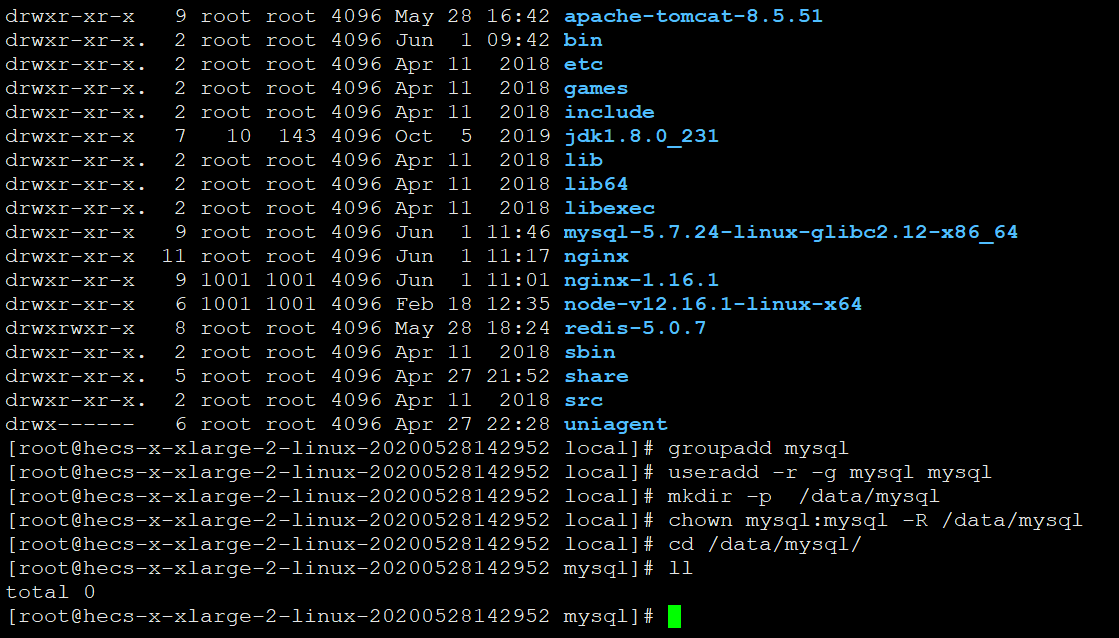 drwxr-xr-x   9 root root 4096 May 28 16:42 apache-tomcat-8.5.51
drwxr-xr-x.  2 root root 4096 Jun  1 09:42 bin
drwxr-xr-x.  2 root root 4096 Apr 11  2018 etc
drwxr-xr-x.  2 root root 4096 Apr 11  2018 games
drwxr-xr-x.  2 root root 4096 Apr 11  2018 include
drwxr-xr-x   7   10  143 4096 Oct  5  2019 jdk1.8.0_231
drwxr-xr-x.  2 root root 4096 Apr 11  2018 lib
drwxr-xr-x.  2 root root 4096 Apr 11  2018 lib64
drwxr-xr-x.  2 root root 4096 Apr 11  2018 libexec
drwxr-xr-x   9 root root 4096 Jun  1 11:46 mysql-5.7.24-linux-glibc2.12-x86_64
drwxr-xr-x  11 root root 4096 Jun  1 11:17 nginx
drwxr-xr-x   9 1001 1001 4096 Jun  1 11:01 nginx-1.16.1
drwxr-xr-x   6 1001 1001 4096 Feb 18 12:35 node-v12.16.1-linux-x64
drwxrwxr-x   8 root root 4096 May 28 18:24 redis-5.0.7
drwxr-xr-x.  2 root root 4096 Apr 11  2018 sbin
drwxr-xr-x.  5 root root 4096 Apr 27 21:52 share
drwxr-xr-x.  2 root root 4096 Apr 11  2018 src
drwx------   6 root root 4096 Apr 27 22:28 uniagent
[root@hecs-x-xlarge-2-linux-20200528142952 local]# groupadd mysql
[root@hecs-x-xlarge-2-linux-20200528142952 local]# useradd -r -g mysql mysql
[root@hecs-x-xlarge-2-linux-20200528142952 local]# mkdir -p  /data/mysql
[root@hecs-x-xlarge-2-linux-20200528142952 local]# chown mysql:mysql -R /data/mysql
[root@hecs-x-xlarge-2-linux-20200528142952 local]# cd /data/mysql/
[root@hecs-x-xlarge-2-linux-20200528142952 mysql]# ll
total 0
[root@hecs-x-xlarge-2-linux-20200528142952 mysql]#